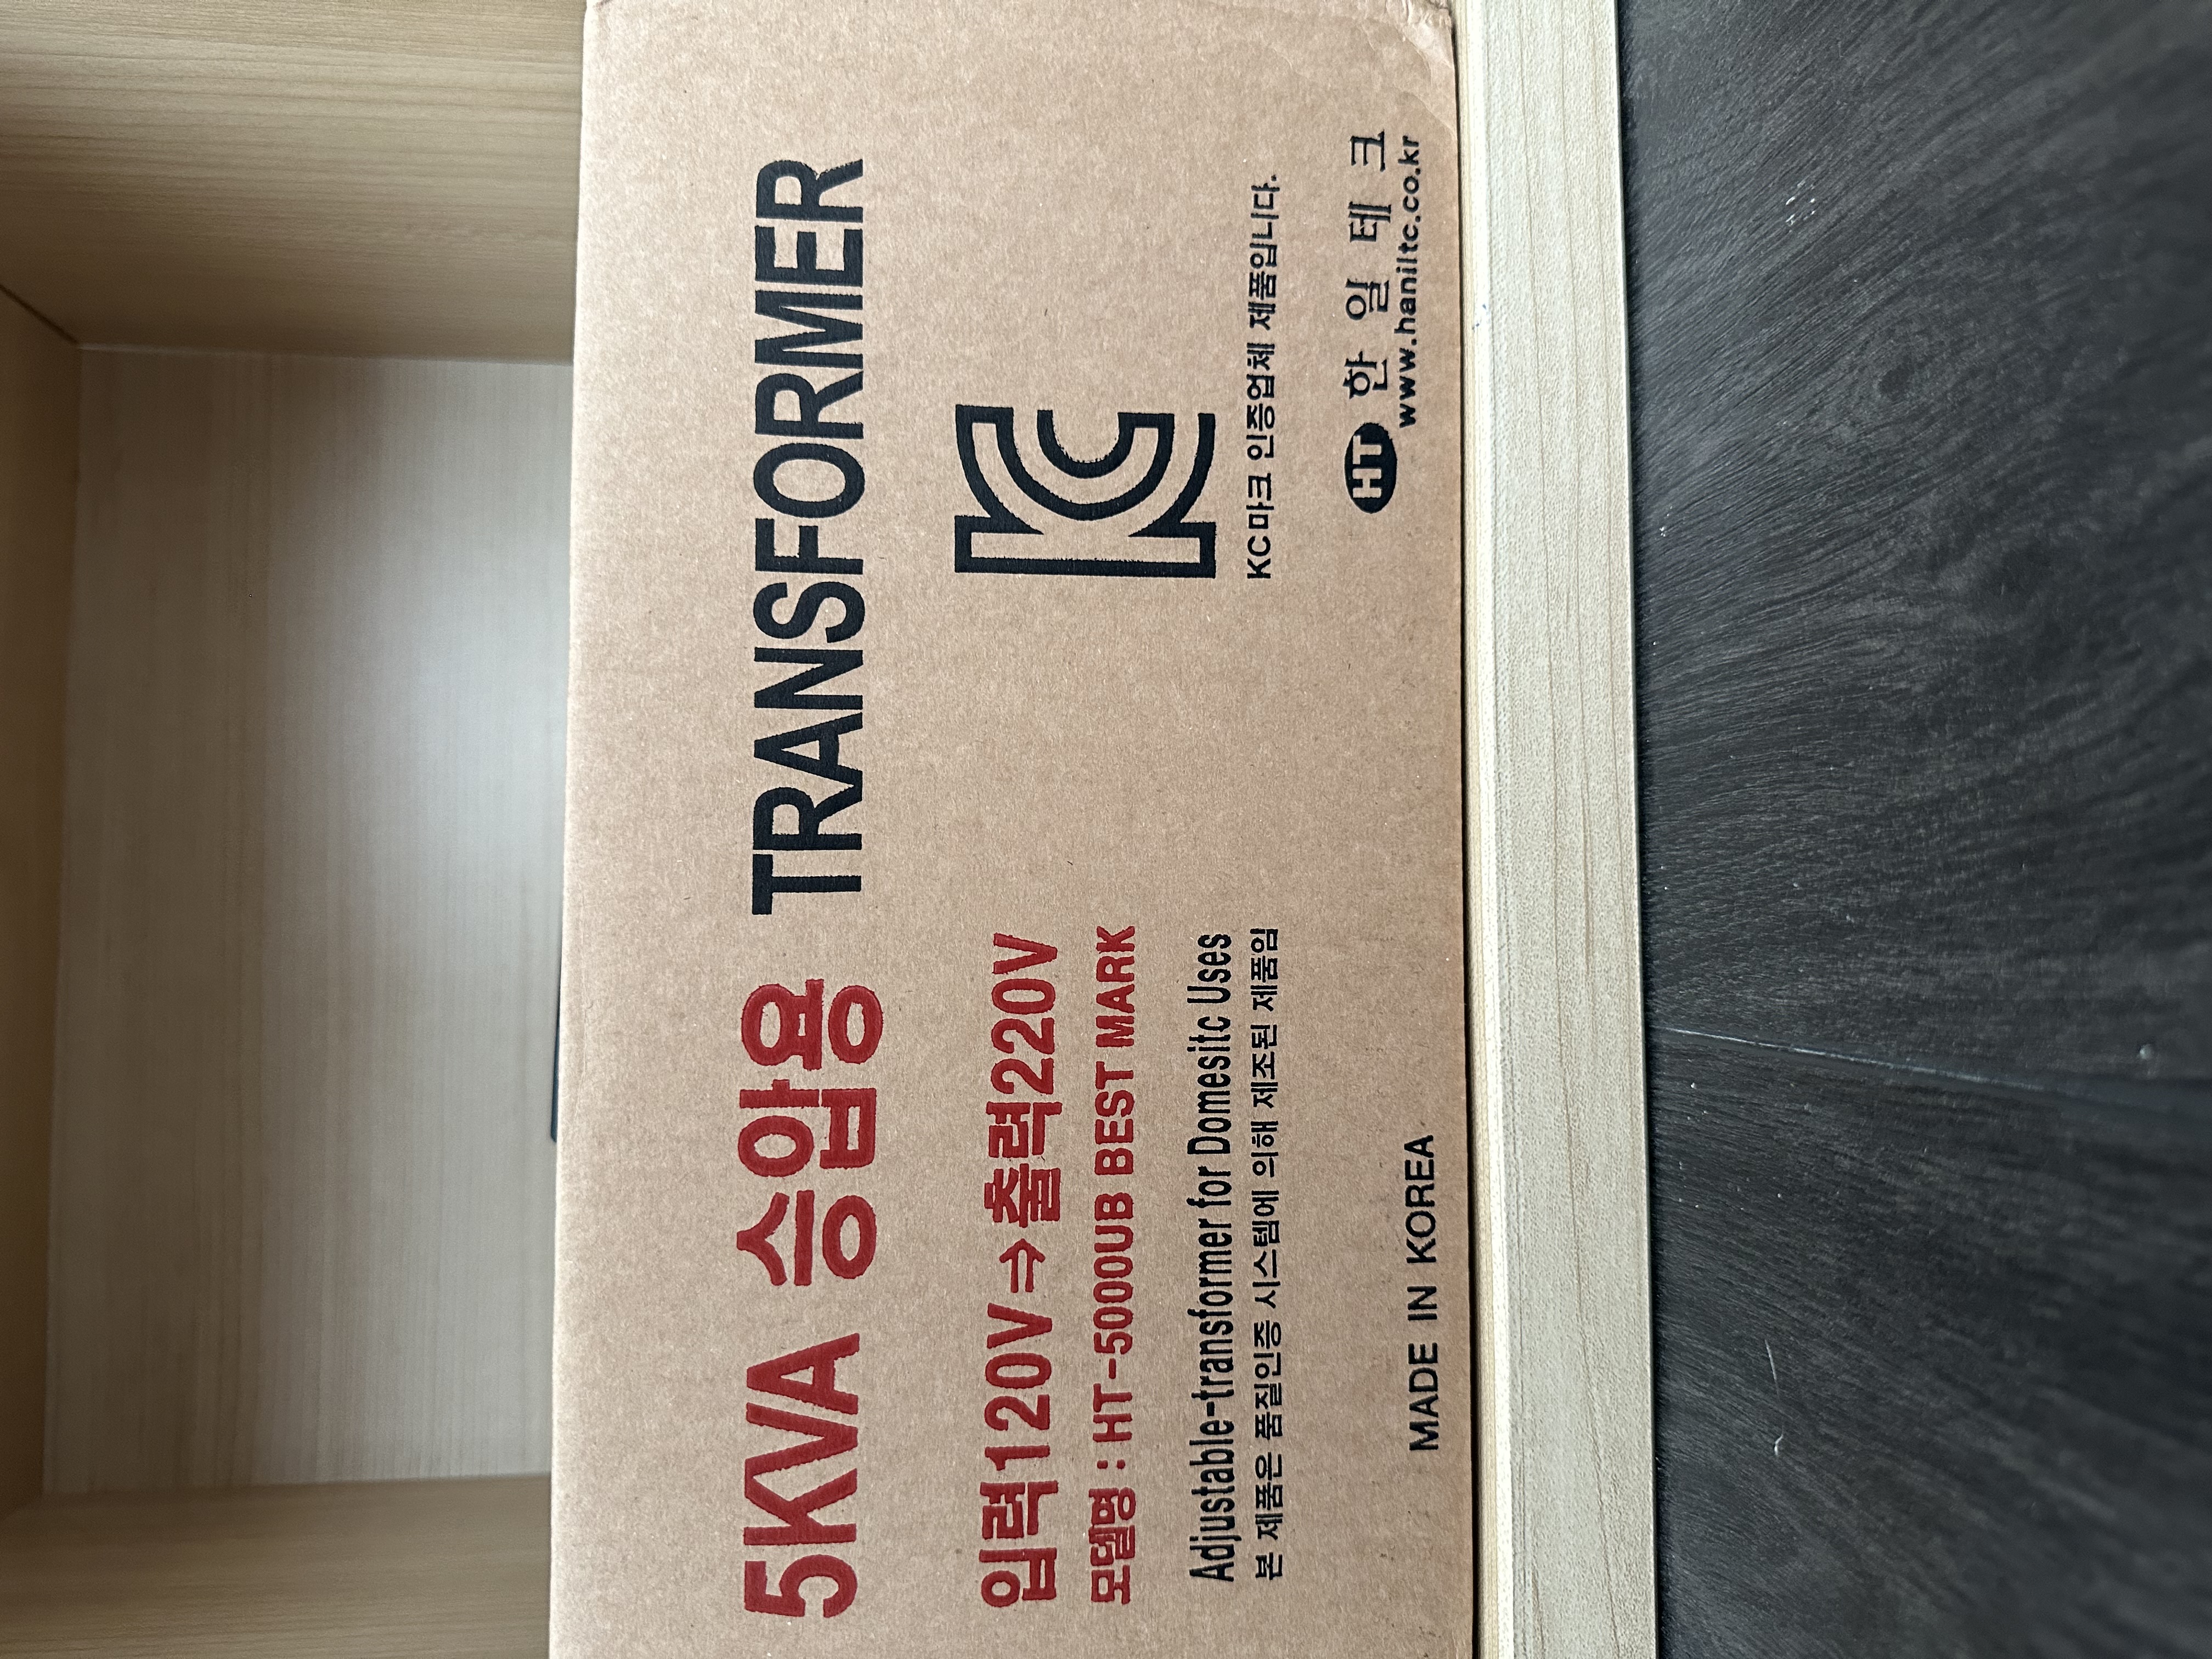 5KVA 승압용 TRANSFORMER
입력120V⇒출력220V
모델명 : HT-5000UB BEST MARK
Adjustable-transformer for Domesitc Uses
본 제품은 품질인증 시스템에 의해 제조된 제품임
MADE IN KOREA
KC
KC마크 인증업체 제품입니다.
HT 한일테크
www.haniltc.co.kr